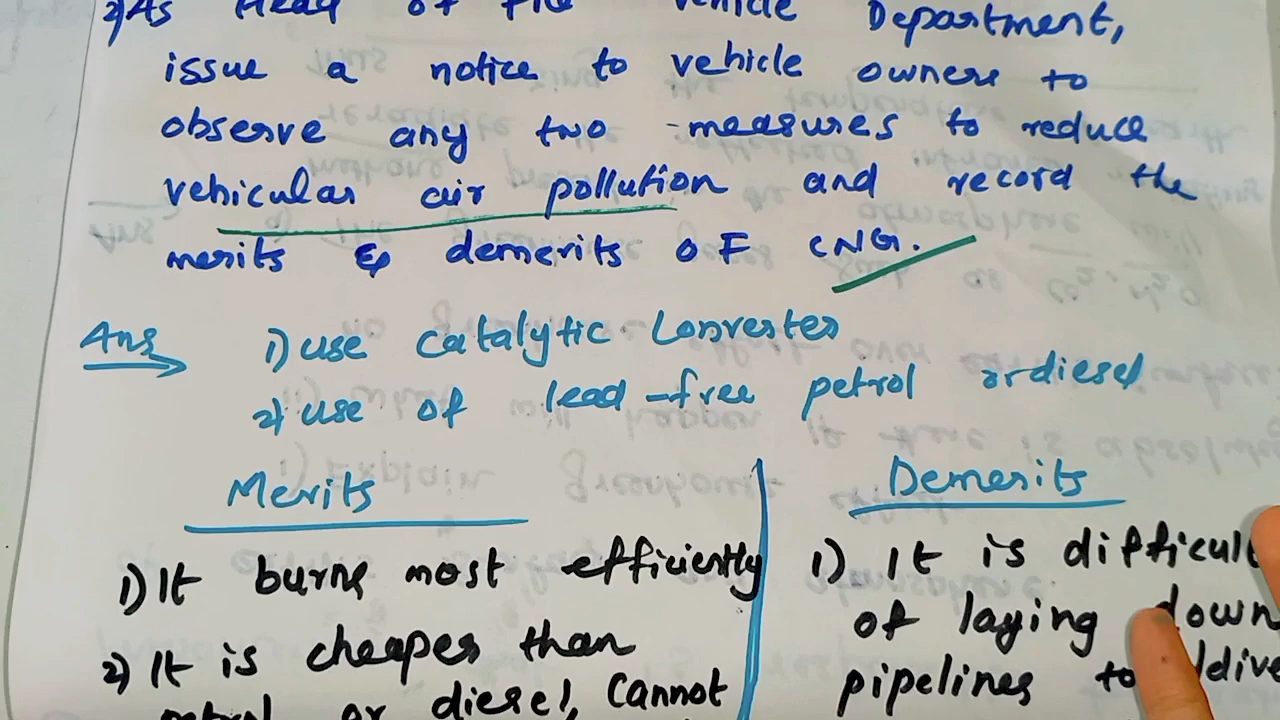 2) As Head of the Vehicle Department,
issue a notice to vehicle owners to
observe any two measures to reduce
vehicular air pollution and record the
merits & demerits of CNG.
Ans 1) use catalytic Converter
2) use of lead-free petrol or diesel
Merits
1) It burns most efficiently
2) It is cheaper than
petrol or diesel, Cannot
Demerits
1) It is difficult
of laying down
pipelines to